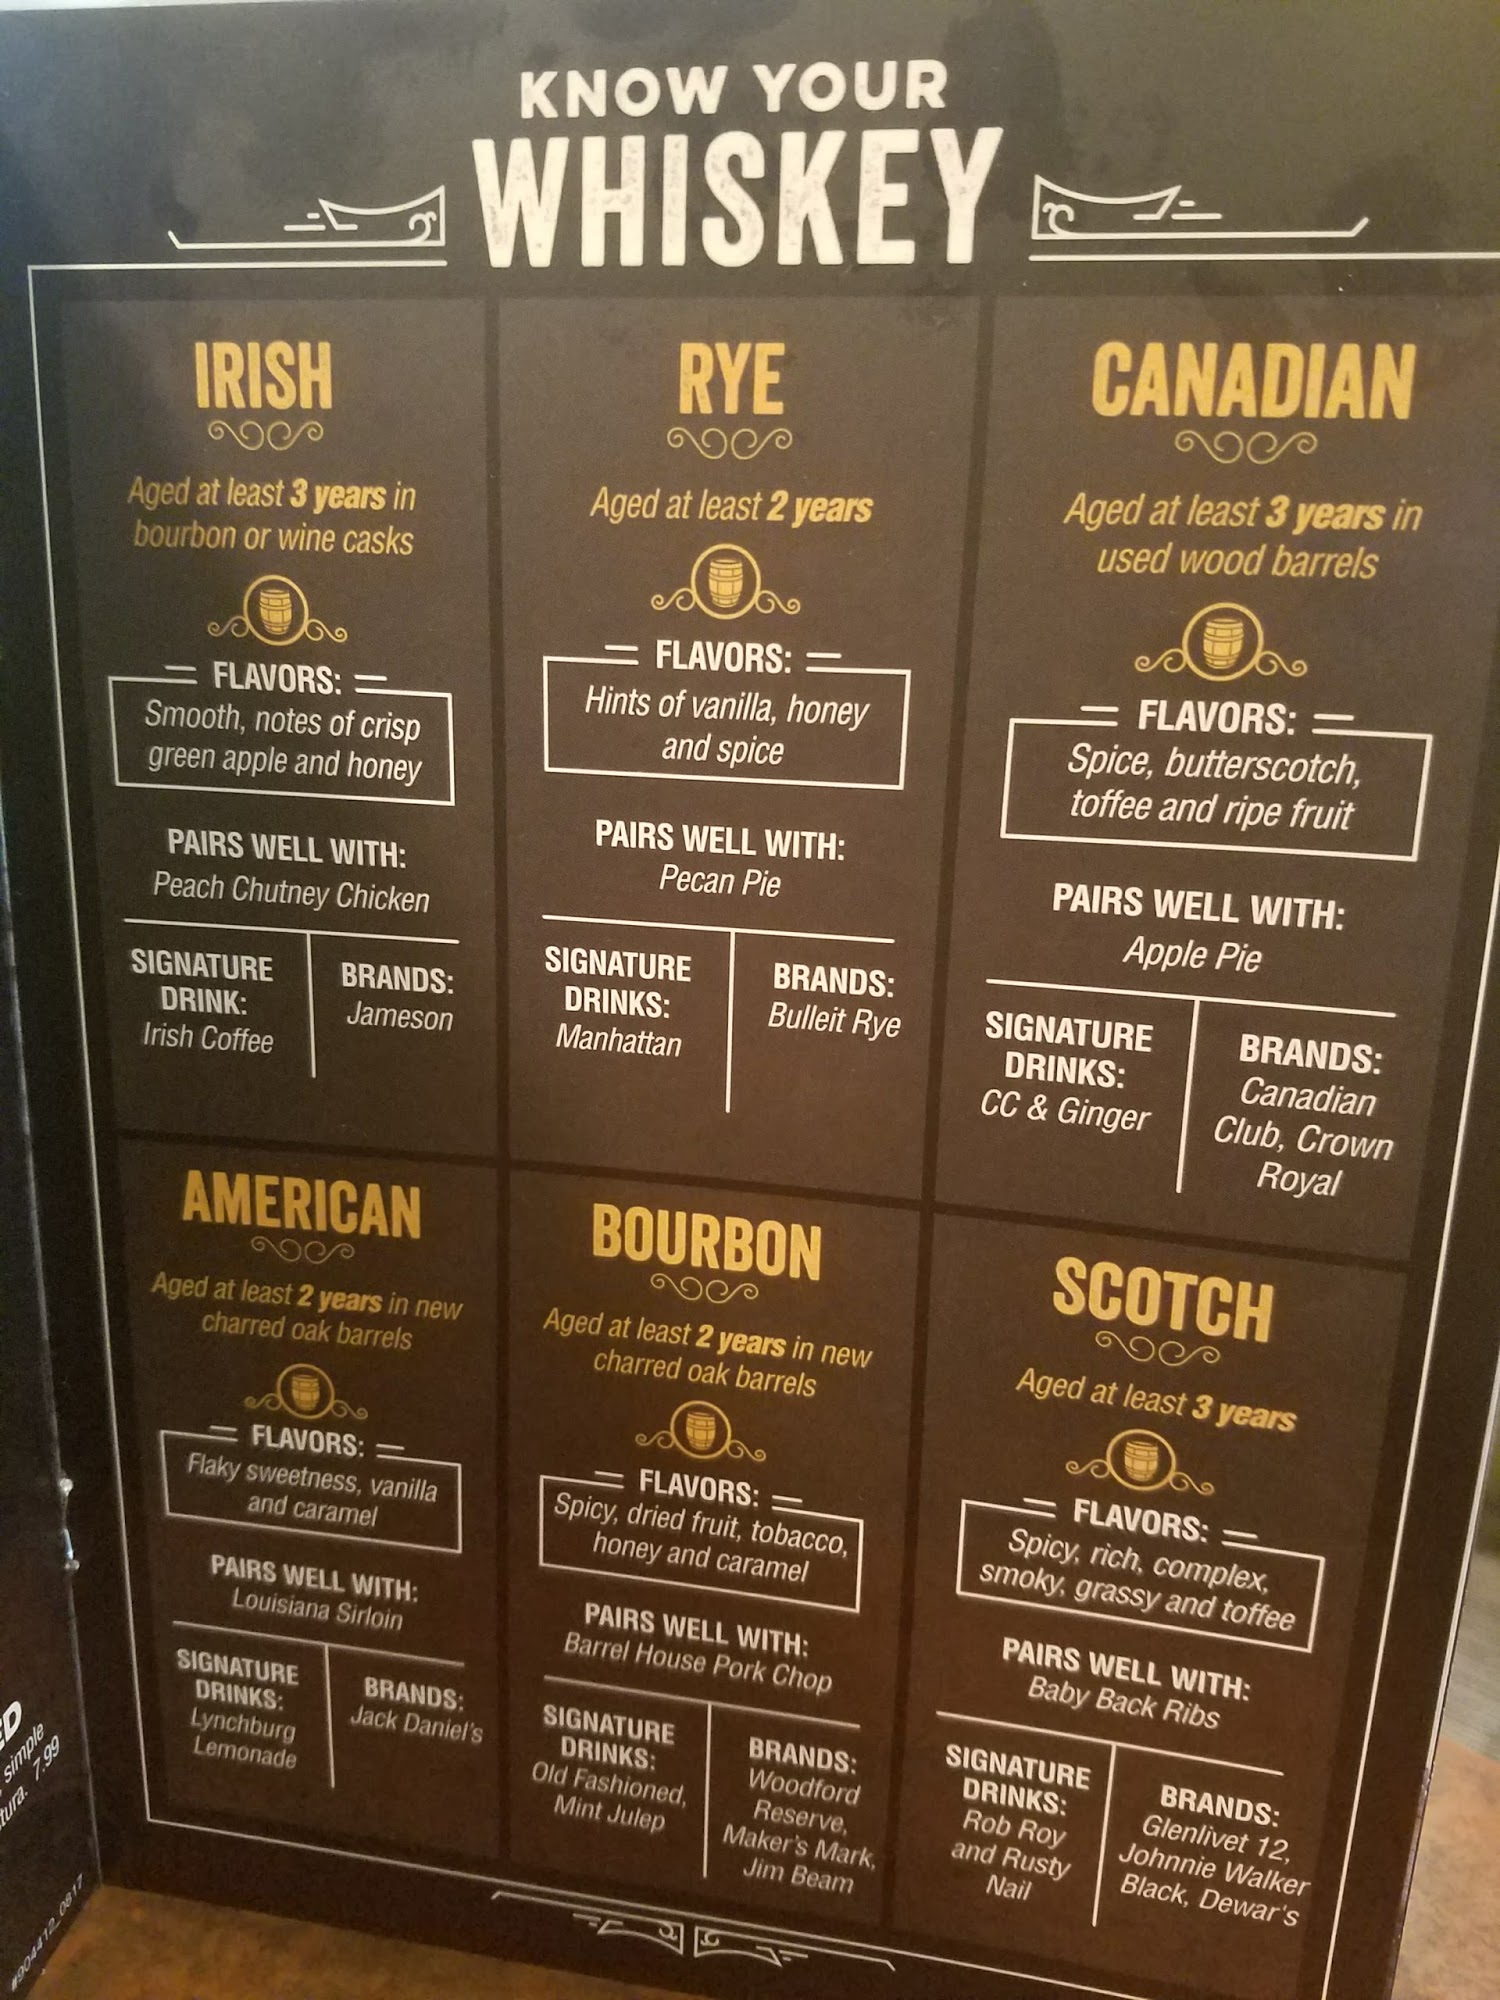 KNOW YOUR
WHISKEY
IRISH
Aged at least 3 years in
bourbon or wine casks
FLAVORS:
Smooth, notes of crisp
green apple and honey
PAIRS WELL WITH:
Peach Chutney Chicken
SIGNATURE
DRINK:
Irish Coffee
BRANDS:
Jameson
RYE
Aged at least 2 years
FLAVORS:
Hints of vanilla, honey
and spice
PAIRS WELL WITH:
Pecan Pie
SIGNATURE
DRINKS:
Manhattan
BRANDS:
Bulleit Rye
CANADIAN
Aged at least 3 years in
used wood barrels
FLAVORS:
Spice, butterscotch,
toffee and ripe fruit
PAIRS WELL WITH:
Apple Pie
SIGNATURE
DRINKS:
CC & Ginger
BRANDS:
Canadian
Club, Crown
Royal
AMERICAN
Aged at least 2 years in new
charred oak barrels
FLAVORS:
Flaky sweetness, vanilla
and caramel
PAIRS WELL WITH:
Louisiana Sirloin
SIGNATURE
DRINKS:
Lynchburg
Lemonade
BRANDS:
Jack Daniel's
BOURBON
Aged at least 2 years in new
charred oak barrels
FLAVORS:
Spicy, dried fruit, tobacco,
honey and caramel
PAIRS WELL WITH:
Barrel House Pork Chop
SIGNATURE
DRINKS:
Old Fashioned,
Mint Julep
BRANDS:
Woodford
Reserve,
Maker's Mark,
Jim Beam
SCOTCH
Aged at least 3 years
FLAVORS:
Spicy, rich, complex,
smoky, grassy and toffee
PAIRS WELL WITH:
Baby Back Ribs
SIGNATURE
DRINKS:
Rob Roy
and Rusty
Nail
BRANDS:
Glenlivet 12,
Johnnie Walker
Black, Dewar's
ED
simple
tura. 7.99
#904412_0817